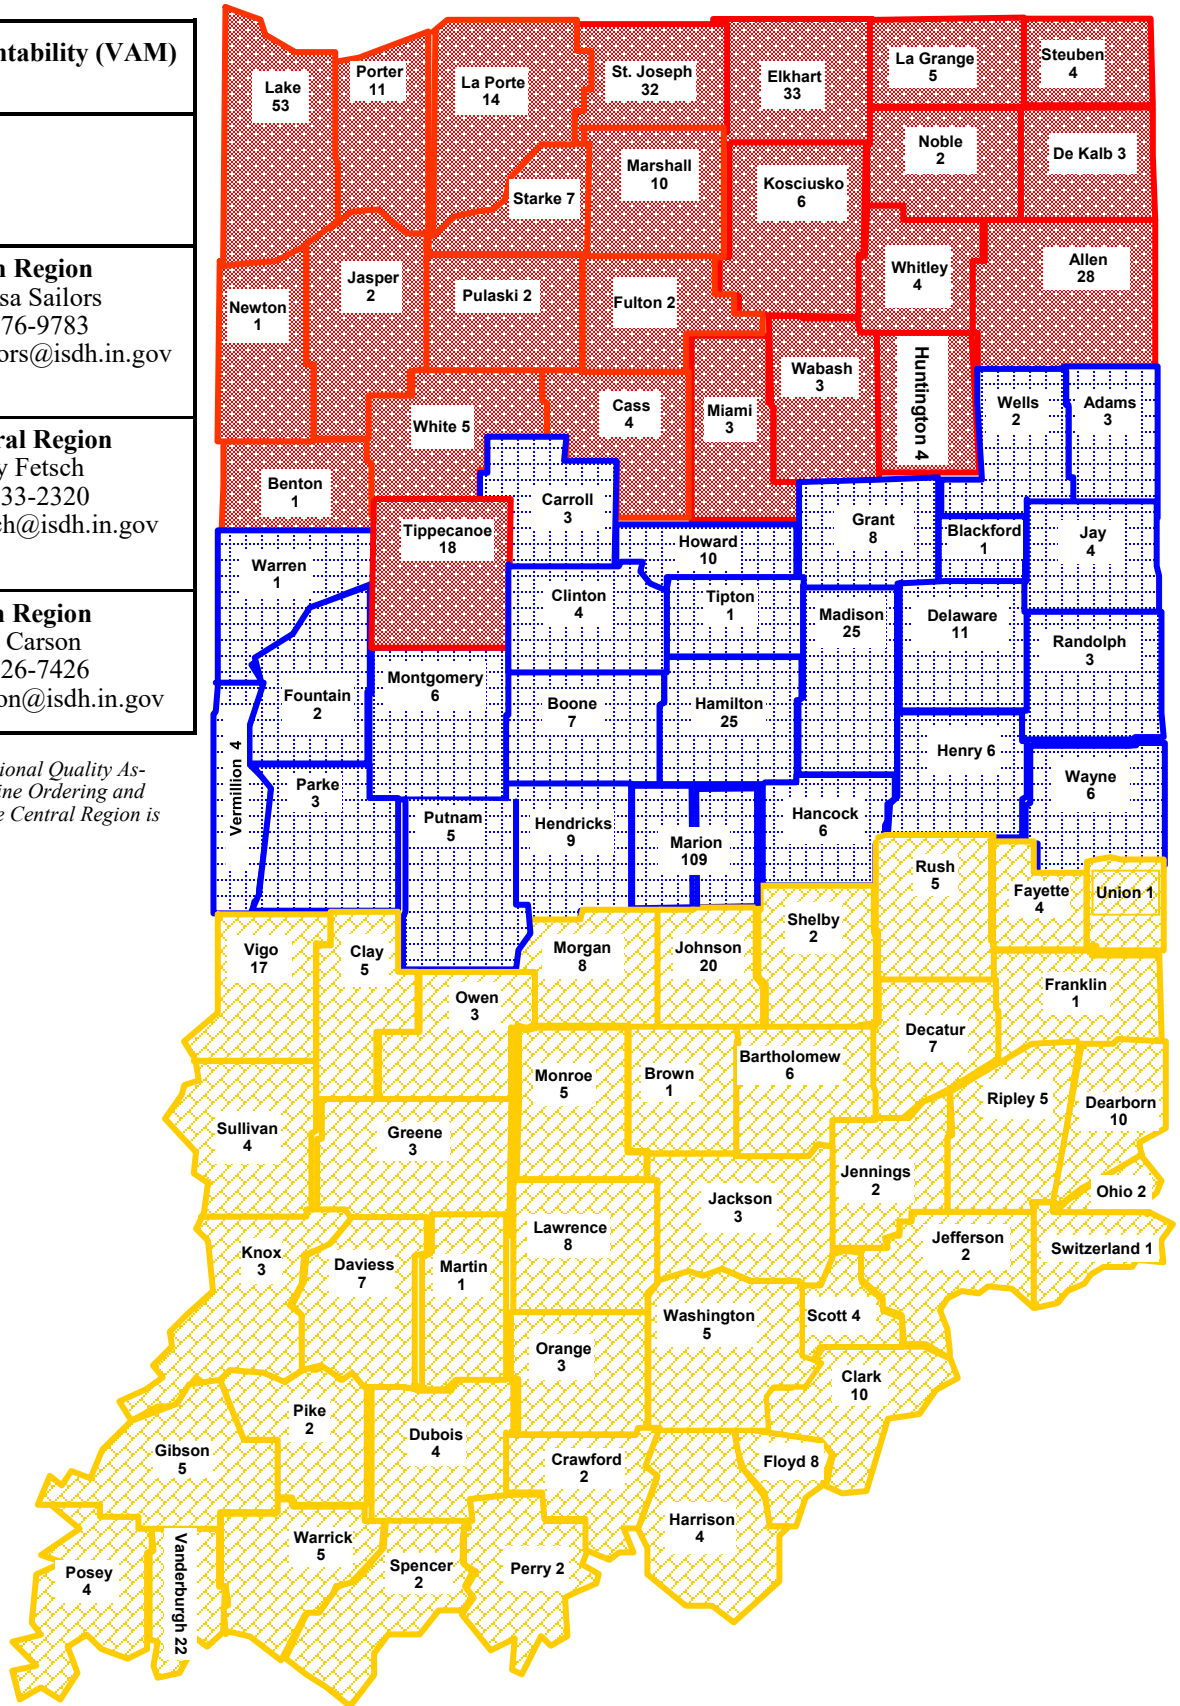 ntability (VAM)
n Region
sa Sailors
76-9783
ors@isdh.in.gov
ral Region
y Fetsch
33-2320
ch@isdh.in.gov
n Region
Carson
26-7426
on@isdh.in.gov
ional Quality As-
ine Ordering and
e Central Region is
Lake
53
Porter
11
La Porte
14
St. Joseph
32
Elkhart
33
La Grange
5
Steuben
4
Noble
2
De Kalb 3
Marshall
10
Kosciusko
6
Starke 7
Whitley
4
Allen
28
Newton
1
Jasper
2
Pulaski 2
Fulton 2
Wabash
3
Huntington 4
White 5
Cass
4
Miami
3
Wells
2
Adams
3
Benton
1
Tippecanoe
18
Carroll
3
Howard
10
Grant
8
Blackford
1
Jay
4
Warren
1
Clinton
4
Tipton
1
Madison
25
Delaware
11
Randolph
3
Fountain
2
Montgomery
6
Boone
7
Hamilton
25
Henry 6
Wayne
6
Vermillion 4
Parke
3
Putnam
5
Hendricks
9
Marion
109
Hancock
6
Rush
5
Fayette
4
Union 1
Vigo
17
Clay
5
Owen
3
Morgan
8
Johnson
20
Shelby
2
Franklin
1
Decatur
7
Monroe
5
Brown
1
Bartholomew
6
Ripley 5
Dearborn
10
Sullivan
4
Greene
3
Jennings
2
Ohio 2
Jackson
3
Lawrence
8
Jefferson
2
Switzerland 1
Knox
3
Daviess
7
Martin
1
Washington
5
Scott 4
Orange
3
Clark
10
Pike
2
Dubois
4
Gibson
5
Crawford
2
Floyd 8
Harrison
4
Warrick
5
Posey
4
Vanderburgh 22
Spencer
2
Perry 2